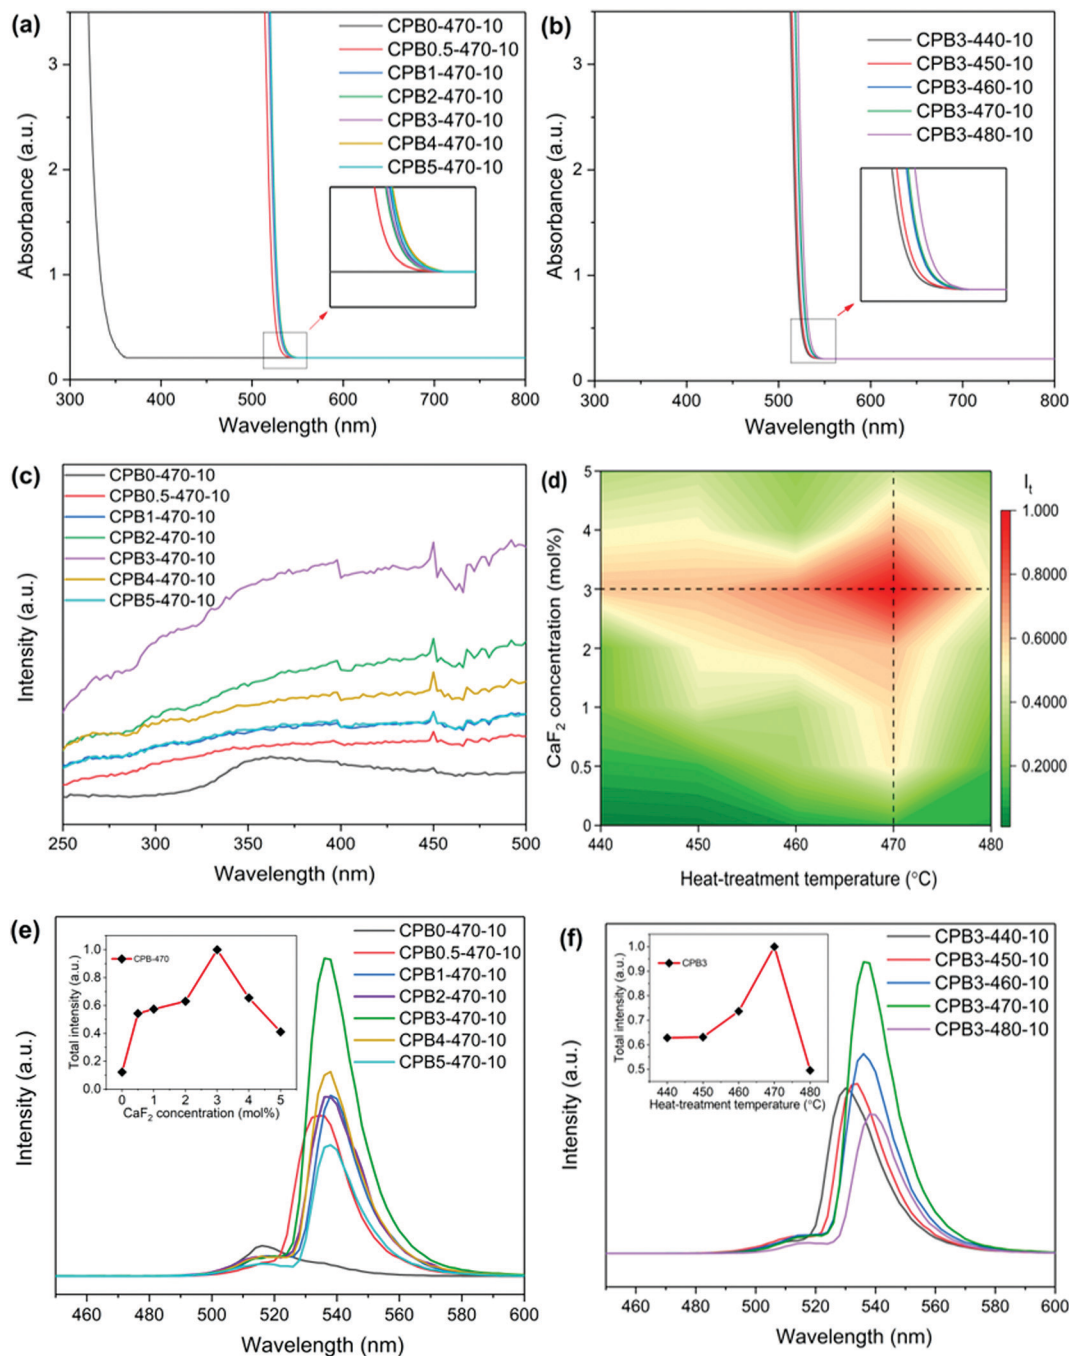 (a)
CPB0-470-10
CPB0.5-470-10
CPB1-470-10
CPB2-470-10
CPB3-470-10
CPB4-470-10
CPB5-470-10
3
2
1
0
Absorbance (a.u.)
300 400 500 600 700 800
Wavelength (nm)
(b)
CPB3-440-10
CPB3-450-10
CPB3-460-10
CPB3-470-10
CPB3-480-10
3
2
1
0
Absorbance (a.u.)
300 400 500 600 700 800
Wavelength (nm)
(c)
CPB0-470-10
CPB0.5-470-10
CPB1-470-10
CPB2-470-10
CPB3-470-10
CPB4-470-10
CPB5-470-10
Intensity (a.u.)
250 300 350 400 450 500
Wavelength (nm)
(d)
5
4
3
2
1
0.5
0
CaF2 concentration (mol%)
440 450 460 470 480
Heat-treatment temperature (°C)
It
1.000
0.8000
0.6000
0.4000
0.2000
(e)
CPB0-470-10
CPB0.5-470-10
CPB1-470-10
CPB2-470-10
CPB3-470-10
CPB4-470-10
CPB5-470-10
CPB-470
1.0
0.8
0.6
0.4
0.2
0.0
Total intensity (a.u.)
0 1 2 3 4 5
CaF2 concentration (mol%)
Intensity (a.u.)
460 480 500 520 540 560 580 600
Wavelength (nm)
(f)
CPB3-440-10
CPB3-450-10
CPB3-460-10
CPB3-470-10
CPB3-480-10
CPB3
1.0
0.9
0.8
0.7
0.6
0.5
Total intensity (a.u.)
440 450 460 470 480
Heat-treatment temperature (°C)
Intensity (a.u.)
460 480 500 520 540 560 580 600
Wavelength (nm)